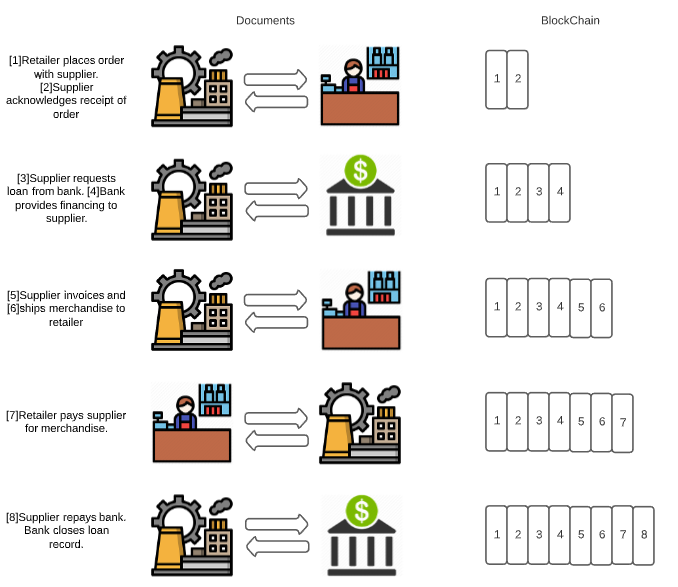 Documents
BlockChain
[1]Retailer places order
with supplier.
[2]Supplier
acknowledges receipt of
order
1 2
[3]Supplier requests
loan from bank. [4]Bank
provides financing to
supplier.
$
1 2 3 4
[5]Supplier invoices and
[6]ships merchandise to
retailer
1 2 3 4 5 6
[7]Retailer pays supplier
for merchandise.
1 2 3 4 5 6 7
[8]Supplier repays bank.
Bank closes loan
record.
$
1 2 3 4 5 6 7 8